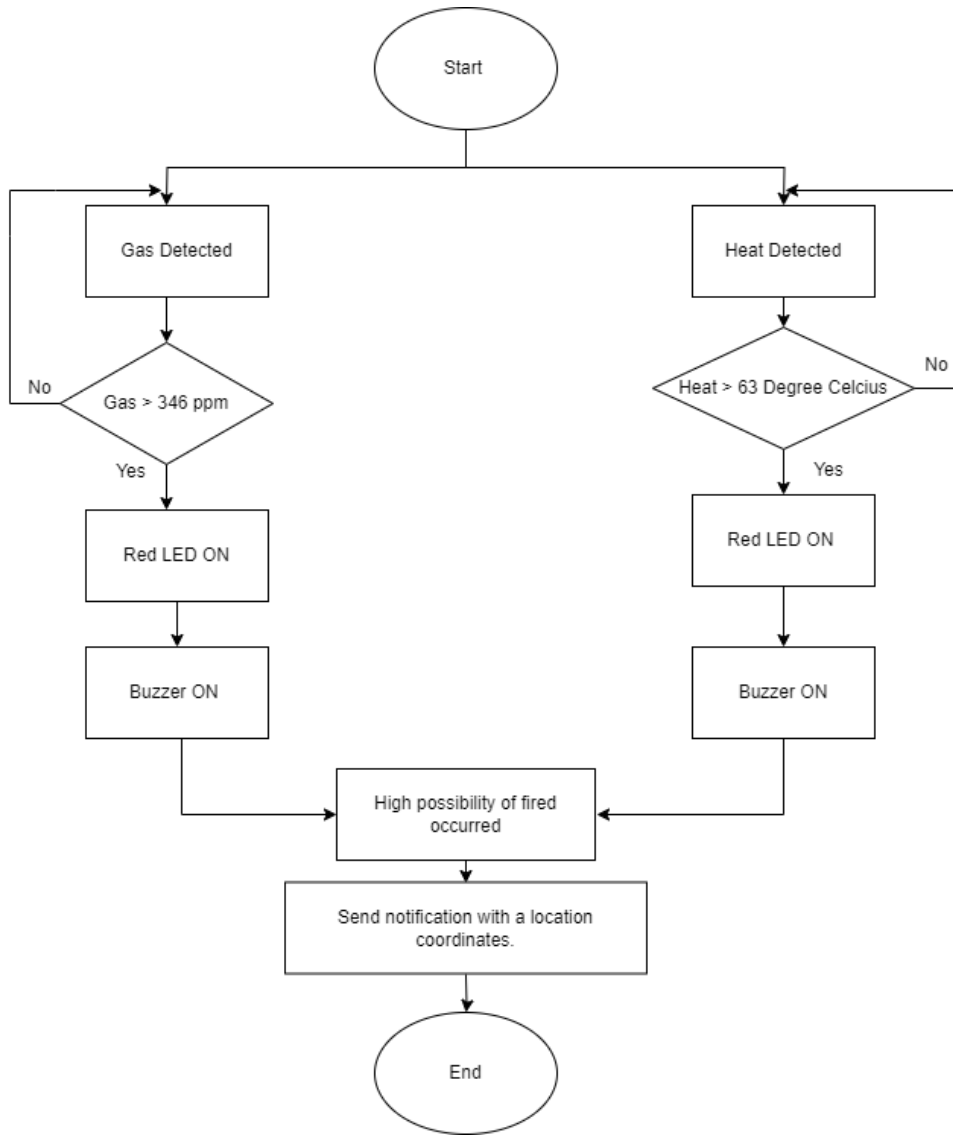 Start
Gas Detected
Heat Detected
No
Gas > 346 ppm
Heat > 63 Degree Celcius
No
Yes
Yes
Red LED ON
Red LED ON
Buzzer ON
Buzzer ON
High possibility of fired
occurred
Send notification with a location
coordinates.
End